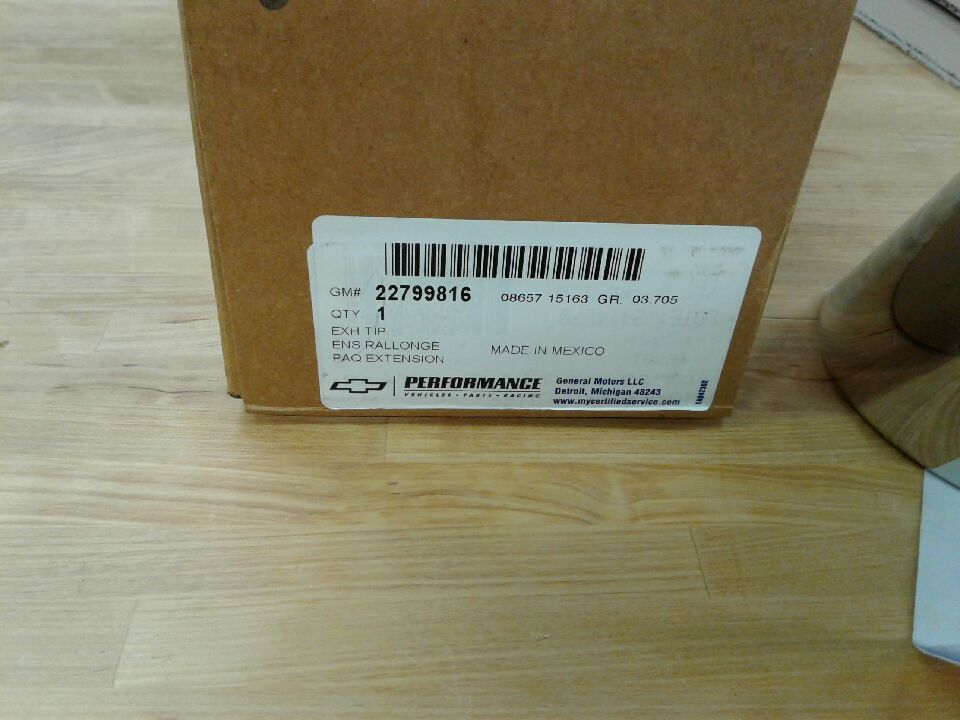 GM# 22799816 08657 15163 GR. 03.705
QTY 1
EXH TIP
ENS RALLONGE
PAQ EXTENSION MADE IN MEXICO
PERFORMANCE
VEHICLES • PARTS • RACING
General Motors LLC
Detroit, Michigan 48243
www.mycertifiedservice.com